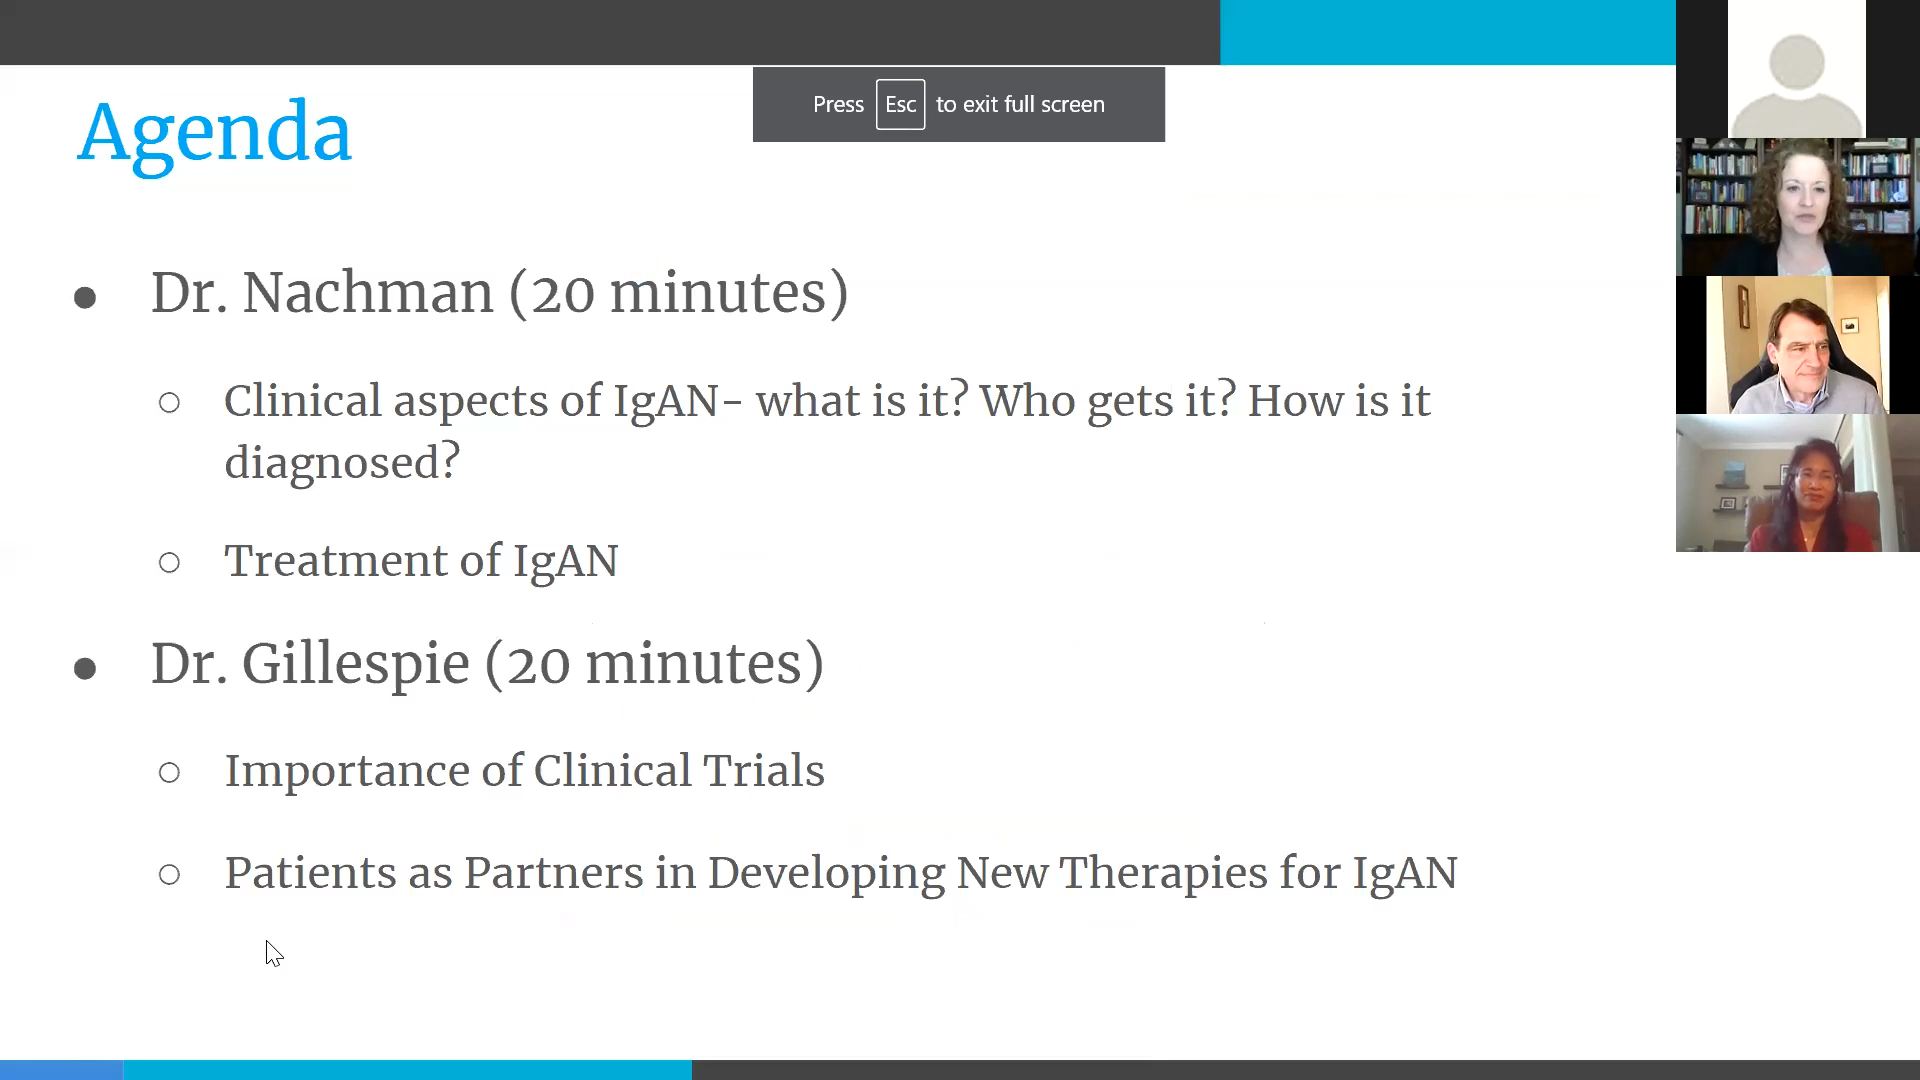 Agenda
Press Esc to exit full screen
● Dr. Nachman (20 minutes)
○ Clinical aspects of IgAN- what is it? Who gets it? How is it
diagnosed?
○ Treatment of IgAN
● Dr. Gillespie (20 minutes)
○ Importance of Clinical Trials
○ Patients as Partners in Developing New Therapies for IgAN